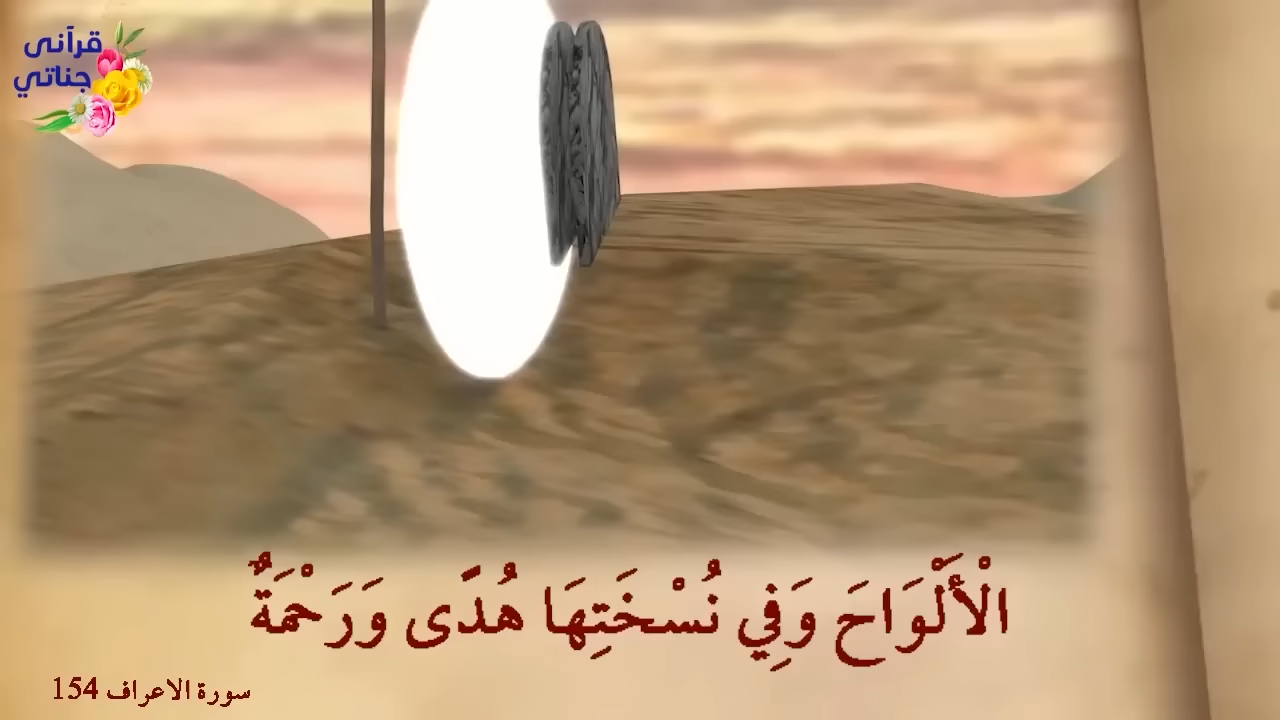 قرآنى
جناتي
الْأَلْوَاحَ وَفِي نُسْخَتِهَا هُدًى وَرَحْمَةٌ
سورة الاعراف 154